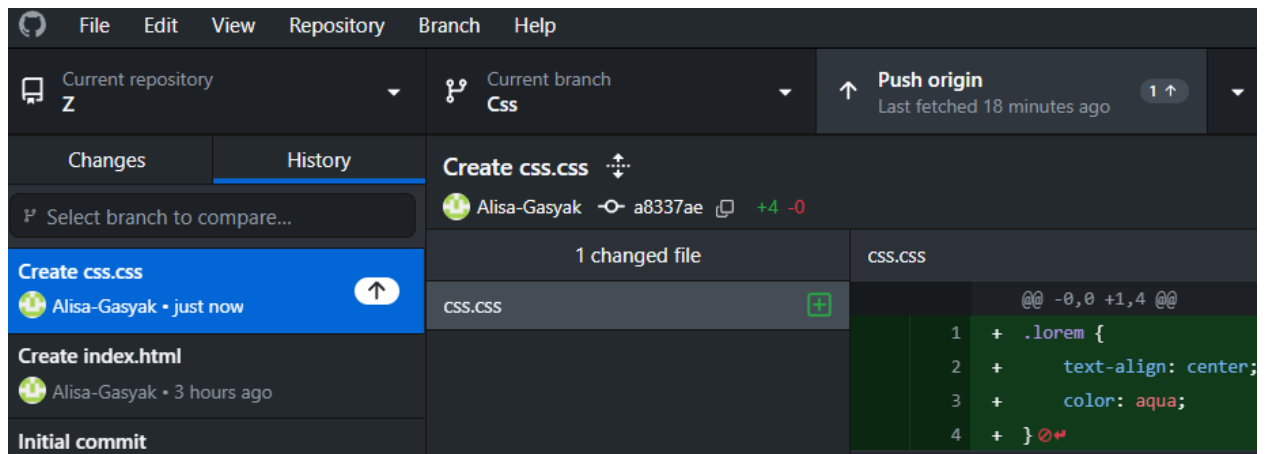 File Edit View Repository Branch Help
Current repository
Z
Current branch
Css
Push origin
Last fetched 18 minutes ago
1 ↑
Changes History
Select branch to compare...
Create css.css
Alisa-Gasyak • just now
Create index.html
Alisa-Gasyak • 3 hours ago
Initial commit
Create css.css
Alisa-Gasyak a8337ae +4 -0
1 changed file
css.css
css.css
@@ -0,0 +1,4 @@
1 + .lorem {
2 + text-align: center;
3 + color: aqua;
4 + }